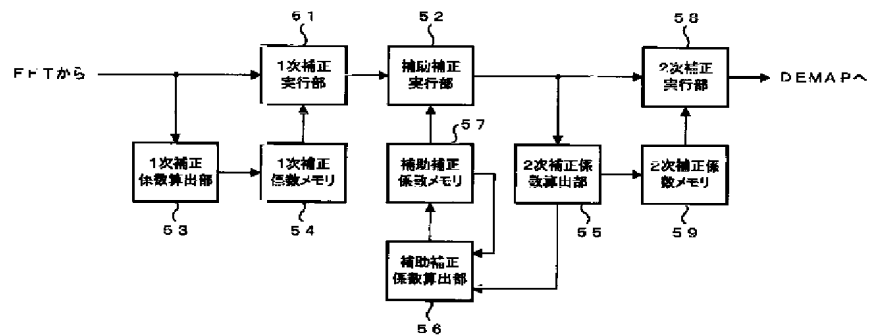 51
52
58
FFTから
1次補正
実行部
補助補正
実行部
2次補正
実行部
DEMAPへ
57
1次補正
係数算出部
1次補正
係数メモリ
補助補正
係数メモリ
2次補正係
数算出部
2次補正係
数メモリ
53
54
55
59
補助補正
係数算出部
56